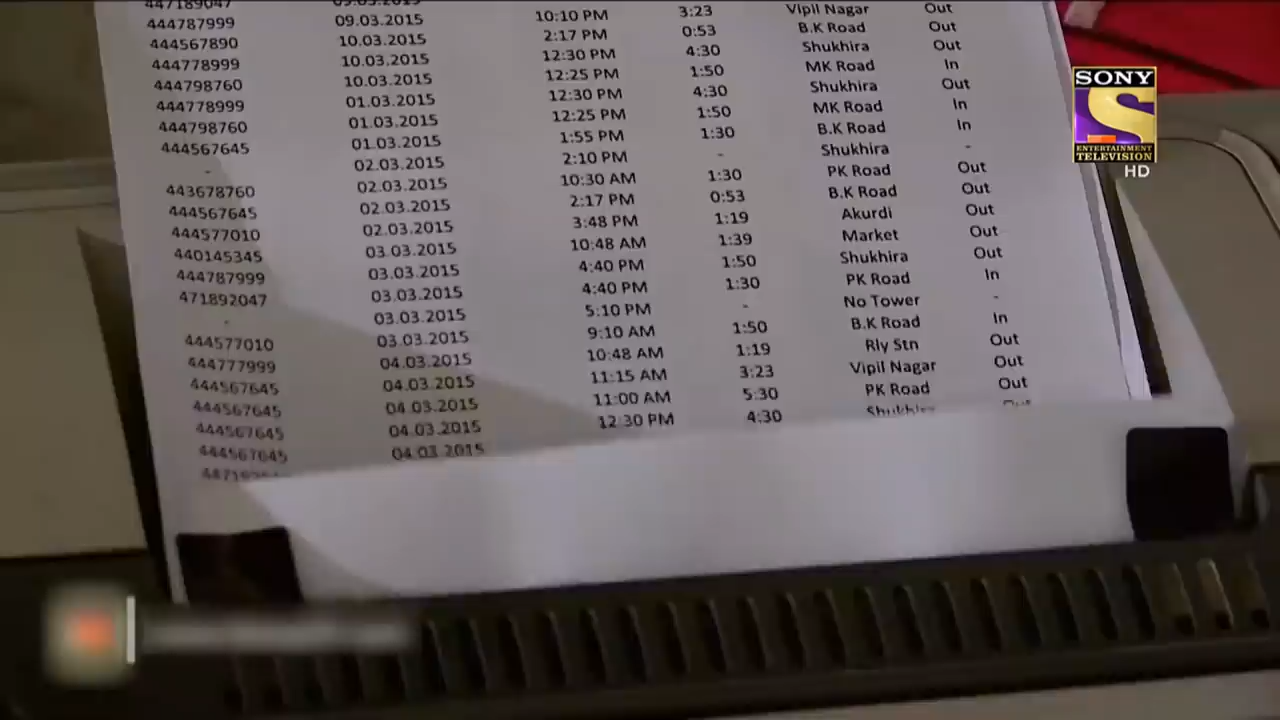 447189047 09.03.2015
444787999 09.03.2015 10:10 PM 3:23 Vipil Nagar Out
444567890 10.03.2015 2:17 PM 0:53 B.K Road Out
444778999 10.03.2015 12:30 PM 4:30 Shukhira Out
444798760 10.03.2015 12:25 PM 1:50 MK Road In
444778999 01.03.2015 12:30 PM 4:30 Shukhira Out
444798760 01.03.2015 12:25 PM 1:50 MK Road In
444567645 01.03.2015 1:55 PM 1:30 B.K Road In
- 02.03.2015 2:10 PM - Shukhira -
443678760 02.03.2015 10:30 AM 1:30 PK Road Out
444567645 02.03.2015 2:17 PM 0:53 B.K Road Out
444577010 02.03.2015 3:48 PM 1:19 Akurdi Out
440145345 03.03.2015 10:48 AM 1:39 Market Out
444787999 03.03.2015 4:40 PM 1:50 Shukhira Out
471892047 03.03.2015 4:40 PM 1:30 PK Road In
- 03.03.2015 5:10 PM - No Tower -
444577010 03.03.2015 9:10 AM 1:50 B.K Road In
444777999 04.03.2015 10:48 AM 1:19 Rly Stn Out
444567645 04.03.2015 11:15 AM 3:23 Vipil Nagar Out
444567645 04.03.2015 11:00 AM 5:30 PK Road Out
444567645 04.03.2015 12:30 PM 4:30 Shukhira Out
444567645 04.03.2015
SONY
S
ENTERTAINMENT
TELEVISION
HD